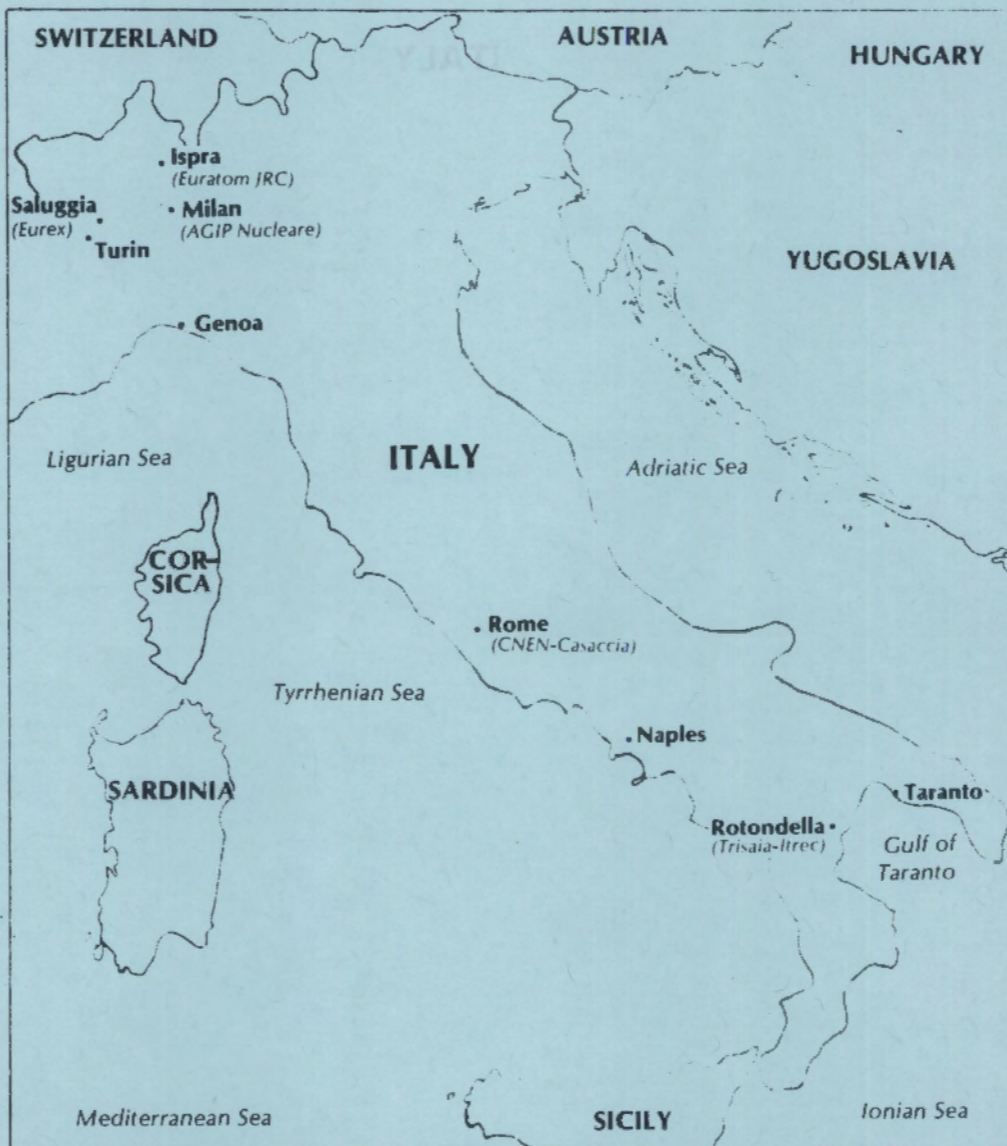 SWITZERLAND
AUSTRIA
HUNGARY
ITALY
Ispra
(Euratom JRC)
Saluggia
(Eurex)
Milan
(AGIP Nucleare)
Turin
YUGOSLAVIA
Genoa
Ligurian Sea
ITALY
Adriatic Sea
COR-
SICA
Rome
(CNEN-Casaccia)
Tyrrhenian Sea
Naples
SARDINIA
Taranto
Rotondella
(Trisaia-Itrec)
Gulf of
Taranto
Mediterranean Sea
SICILY
Ionian Sea